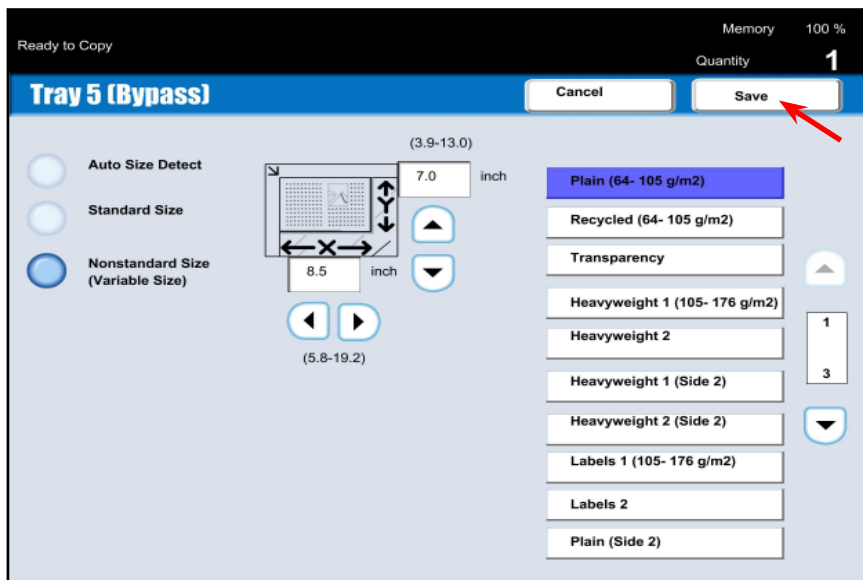 Memory 100 %
Ready to Copy
Quantity 1
Tray 5 (Bypass)
Cancel
Save
Auto Size Detect
Standard Size
Nonstandard Size
(Variable Size)
(3.9-13.0)
7.0 inch
Y
X
8.5 inch
(5.8-19.2)
Plain (64- 105 g/m2)
Recycled (64- 105 g/m2)
Transparency
Heavyweight 1 (105- 176 g/m2)
Heavyweight 2
Heavyweight 1 (Side 2)
Heavyweight 2 (Side 2)
Labels 1 (105- 176 g/m2)
Labels 2
Plain (Side 2)
1
3